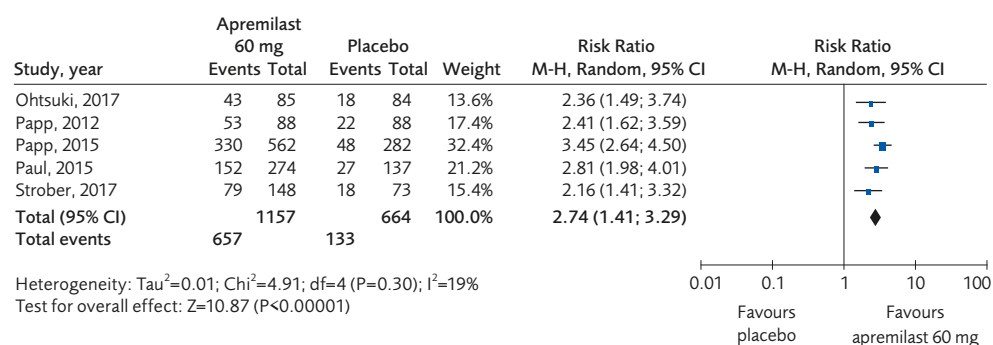 Apremilast
60 mg Placebo Risk Ratio Risk Ratio
Study, year Events Total Events Total Weight M-H, Random, 95% CI M-H, Random, 95% CI
Ohtsuki, 2017 43 85 18 84 13.6% 2.36 (1.49; 3.74)
Papp, 2012 53 88 22 88 17.4% 2.41 (1.62; 3.59)
Papp, 2015 330 562 48 282 32.4% 3.45 (2.64; 4.50)
Paul, 2015 152 274 27 137 21.2% 2.81 (1.98; 4.01)
Strober, 2017 79 148 18 73 15.4% 2.16 (1.41; 3.32)
Total (95% CI) 1157 664 100.0% 2.74 (1.41; 3.29)
Total events 657 133
Heterogeneity: Tau²=0.01; Chi²=4.91; df=4 (P=0.30); I²=19%
Test for overall effect: Z=10.87 (P<0.00001)
0.01 0.1 1 10 100
Favours placebo
Favours apremilast 60 mg